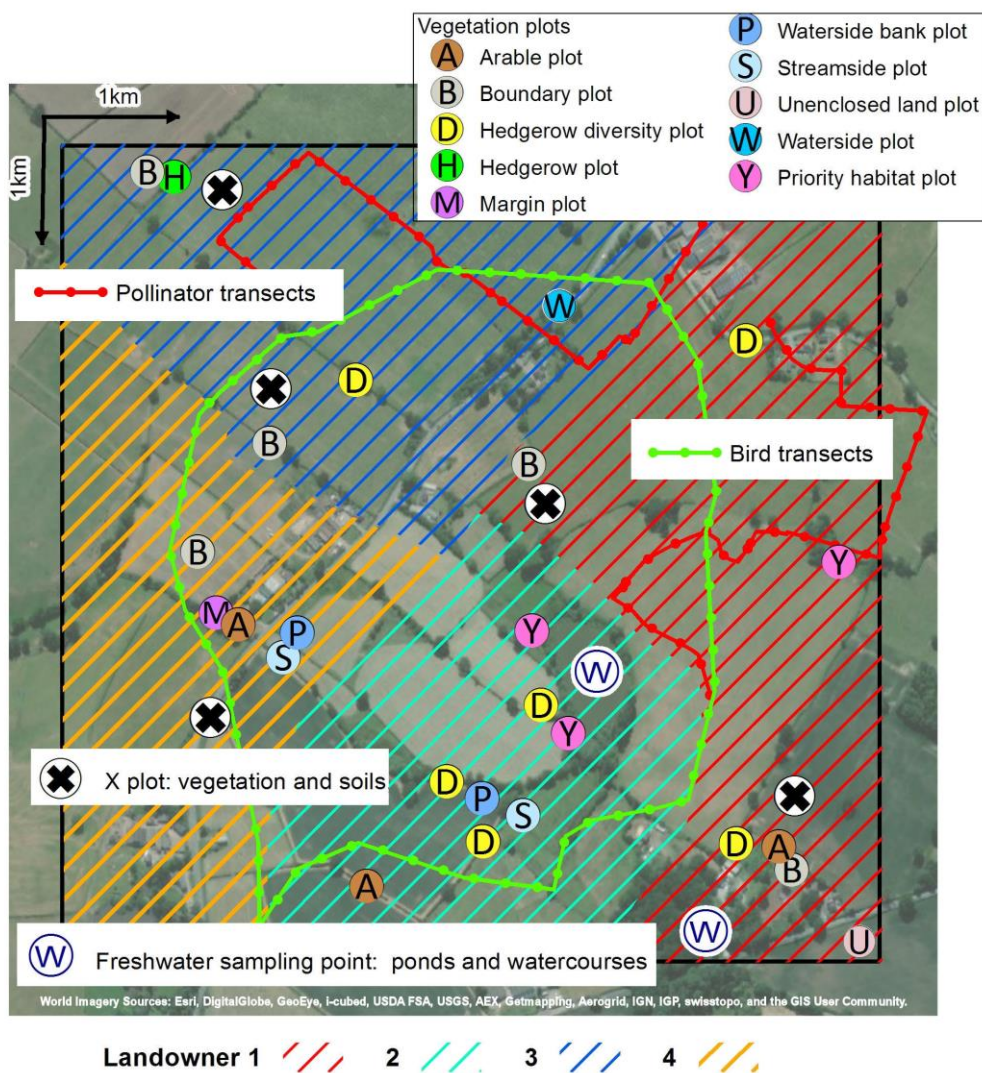 Vegetation plots
A Arable plot
B Boundary plot
D Hedgerow diversity plot
H Hedgerow plot
M Margin plot
P Waterside bank plot
S Streamside plot
U Unenclosed land plot
W Waterside plot
Y Priority habitat plot
1km
1km
B H
Pollinator transects
W
D
D
B
B
Bird transects
B
Y
M A
P
S
Y
W
D
Y
X plot: vegetation and soils
D
P
S
D
D
A
B
A
W
U
W Freshwater sampling point: ponds and watercourses
World Imagery Sources: Esri, DigitalGlobe, GeoEye, i-cubed, USDA FSA, USGS, AEX, Getmapping, Aerogrid, IGN, IGP, swisstopo, and the GIS User Community.
Landowner 1 2 3 4